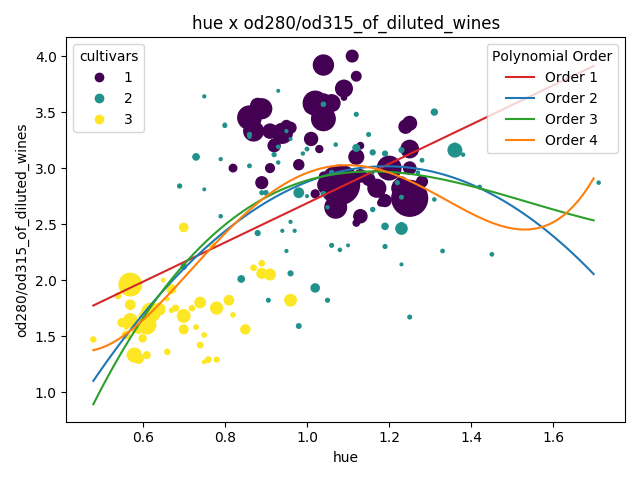 hue x od280/od315_of_diluted_wines
cultivars
1
2
3
Polynomial Order
Order 1
Order 2
Order 3
Order 4
od280/od315_of_diluted_wines
4.0
3.5
3.0
2.5
2.0
1.5
1.0
0.6 0.8 1.0 1.2 1.4 1.6
hue